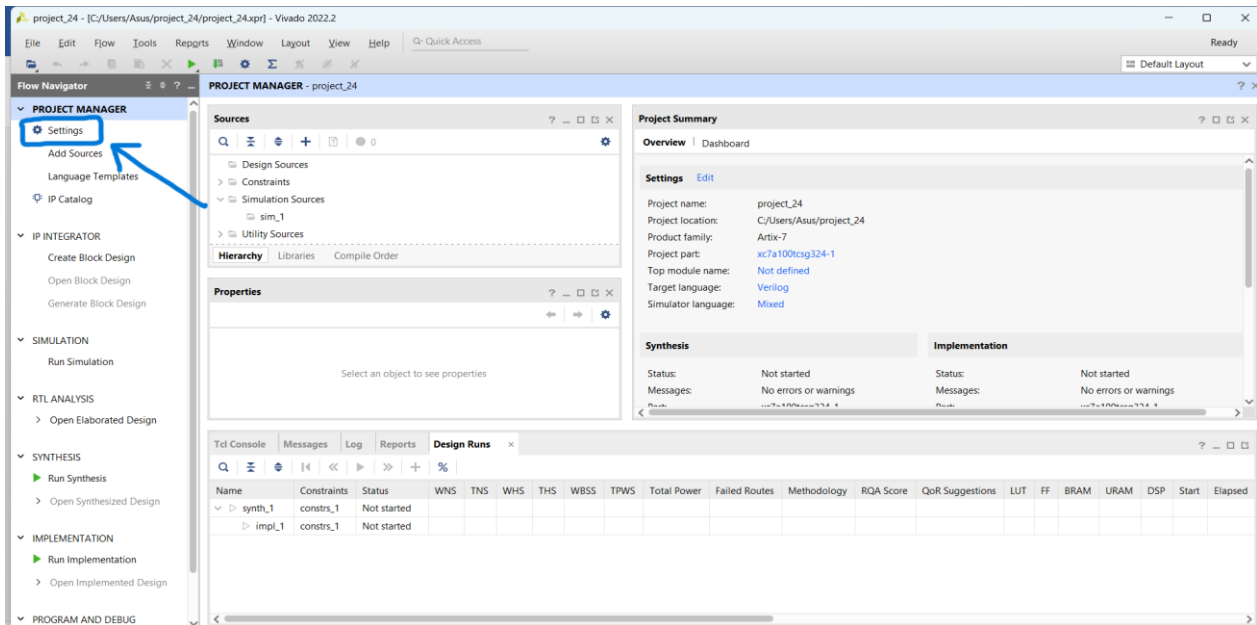 project_24 - [C:/Users/Asus/project_24/project_24.xpr] - Vivado 2022.2
File Edit Flow Tools Reports Window Layout View Help Quick Access Ready
Default Layout
Flow Navigator
PROJECT MANAGER
Settings
Add Sources
Language Templates
IP Catalog
IP INTEGRATOR
Create Block Design
Open Block Design
Generate Block Design
SIMULATION
Run Simulation
RTL ANALYSIS
Open Elaborated Design
SYNTHESIS
Run Synthesis
Open Synthesized Design
IMPLEMENTATION
Run Implementation
Open Implemented Design
PROGRAM AND DEBUG
PROJECT MANAGER - project_24
Sources
0
Design Sources
Constraints
Simulation Sources
sim_1
Utility Sources
Hierarchy Libraries Compile Order
Properties
Select an object to see properties
Project Summary
Overview Dashboard
Settings Edit
Project name: project_24
Project location: C:/Users/Asus/project_24
Product family: Artix-7
Project part: xc7a100tcsg324-1
Top module name: Not defined
Target language: Verilog
Simulator language: Mixed
Synthesis
Status: Not started
Messages: No errors or warnings
Part: xc7a100tcsg324-1
Implementation
Status: Not started
Messages: No errors or warnings
Part: xc7a100tcsg324-1
Tcl Console Messages Log Reports Design Runs
Name Constraints Status WNS TNS WHS THS WBSS TPWS Total Power Failed Routes Methodology RQA Score QoR Suggestions LUT FF BRAM URAM DSP Start Elapsed
synth_1 constrs_1 Not started
impl_1 constrs_1 Not started